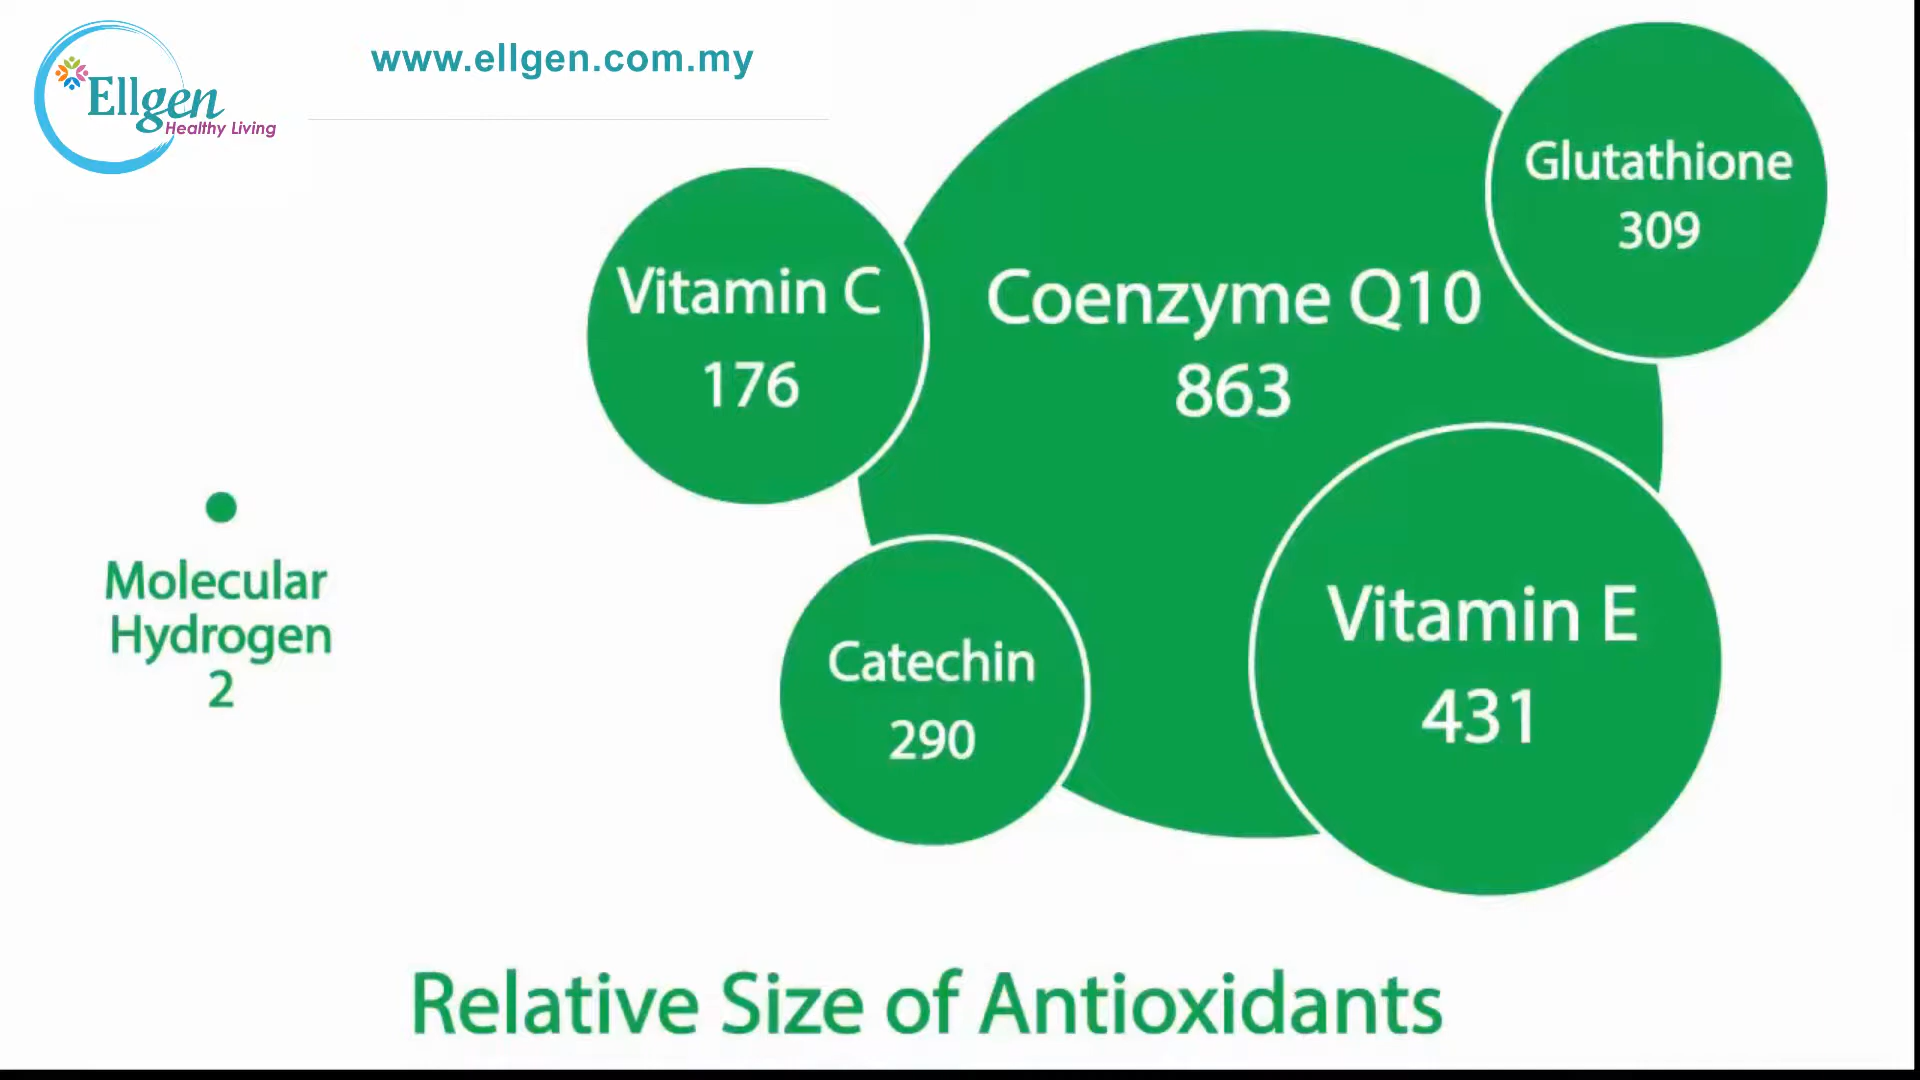 Ellgen
Healthy Living
www.ellgen.com.my
Glutathione
309
Vitamin C
176
Coenzyme Q10
863
Molecular
Hydrogen
2
Catechin
290
Vitamin E
431
Relative Size of Antioxidants